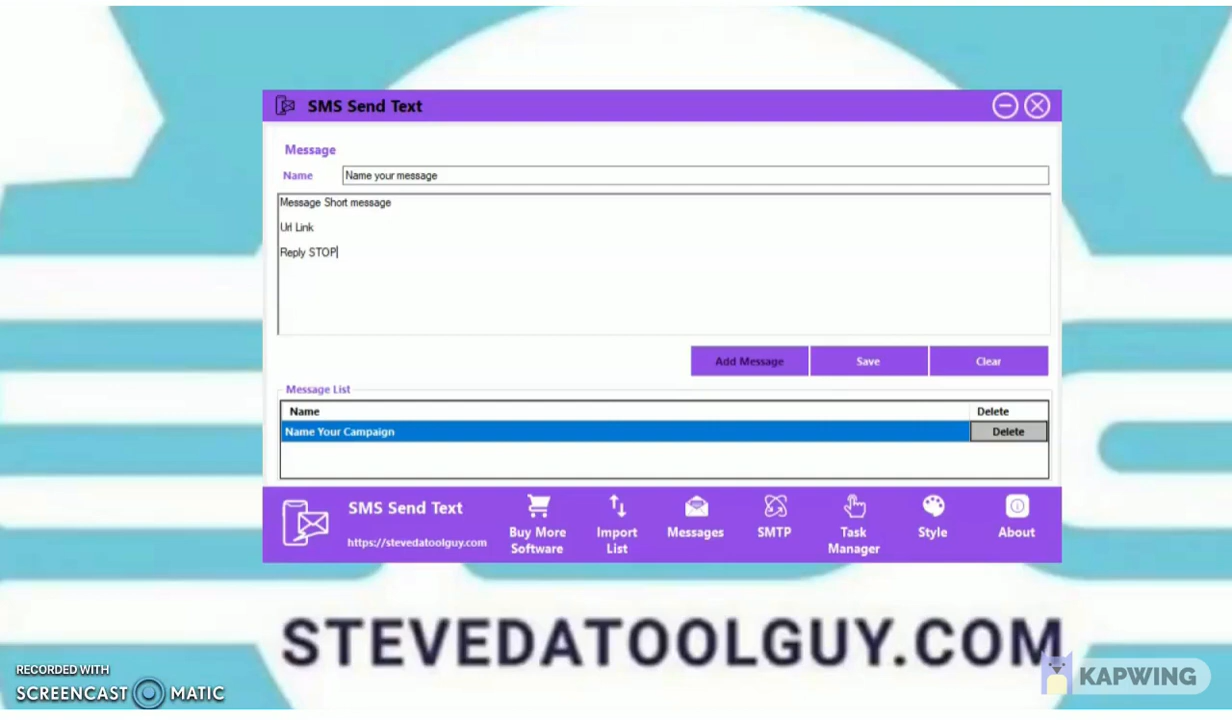 SMS Send Text
Message
Name
Name your message
Message Short message
Url Link
Reply STOP
Add Message
Save
Clear
Message List
Name
Delete
Name Your Campaign
Delete
SMS Send Text
https://stevedatoolguy.com
Buy More
Software
Import
List
Messages
SMTP
Task
Manager
Style
About
STEVEDATOOLGUY.COM
RECORDED WITH
SCREENCAST MATIC
KAPWING